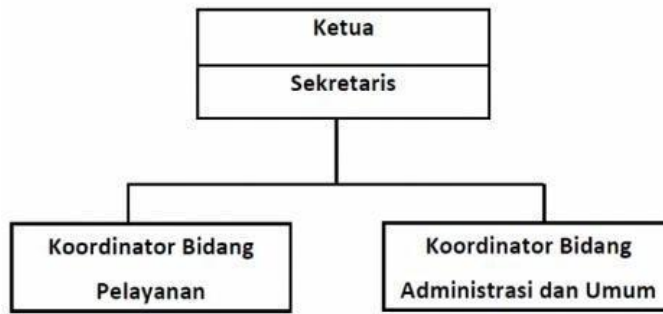 Ketua
Sekretaris
Koordinator Bidang
Pelayanan
Koordinator Bidang
Administrasi dan Umum